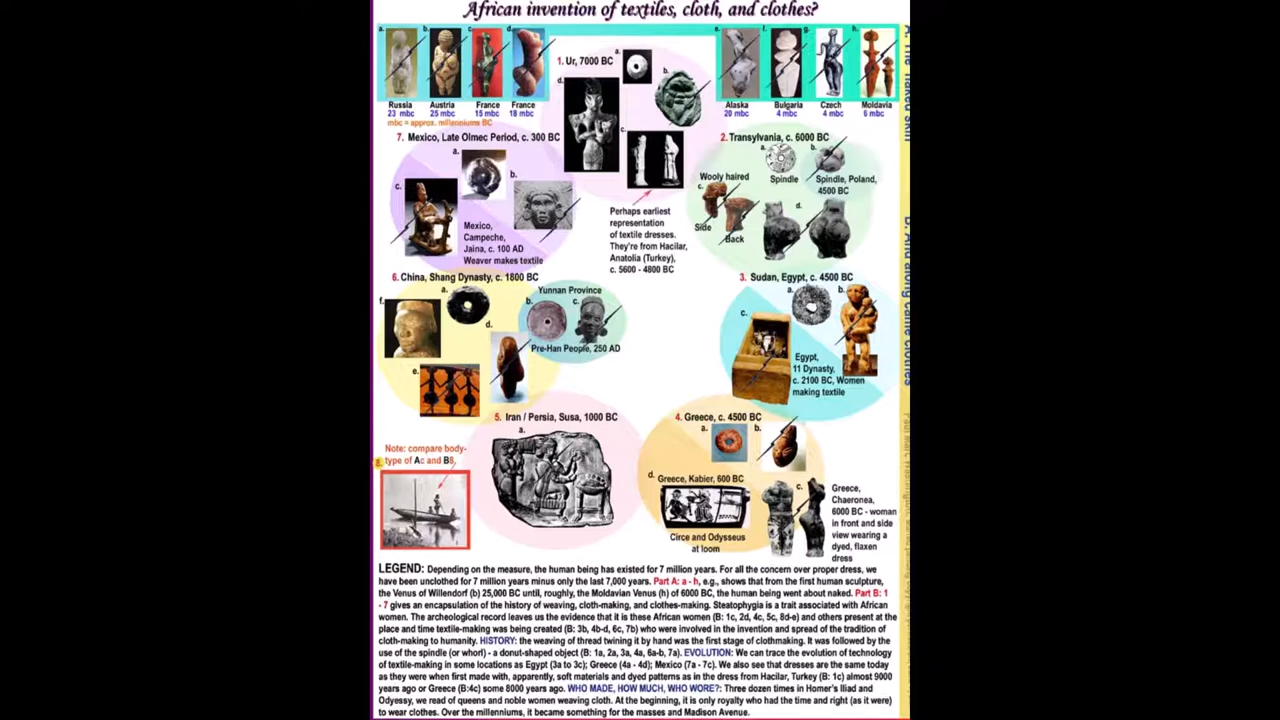 African invention of textiles, cloth, and clothes?
a.
b.
c.
d.
Russia
23 mbc
Austria
25 mbc
France
15 mbc
France
18 mbc
mbc = approx. millenniums BC
e.
f.
g.
h.
Alaska
20 mbc
Bulgaria
4 mbc
Czech
4 mbc
Moldavia
6 mbc
1. Ur, 7000 BC
a.
b.
d.
c.
Perhaps earliest
representation
of textile dresses.
They're from Hacilar,
Anatolia (Turkey),
c. 5600 - 4800 BC
2. Transylvania, c. 6000 BC
a.
b.
Spindle
Spindle, Poland,
4500 BC
Wooly haired
c.
Side
Back
d.
7. Mexico, Late Olmec Period, c. 300 BC
a.
b.
c.
Mexico,
Campeche,
Jaina, c. 100 AD
Weaver makes textile
6. China, Shang Dynasty, c. 1800 BC
a.
f.
d.
e.
Yunnan Province
b.
c.
Pre-Han People, 250 AD
3. Sudan, Egypt, c. 4500 BC
a.
b.
c.
Egypt,
11 Dynasty,
c. 2100 BC, Women
making textile
5. Iran / Persia, Susa, 1000 BC
a.
4. Greece, c. 4500 BC
a.
b.
d. Greece, Kabier, 600 BC
Circe and Odysseus
at loom
c.
Greece,
Chaeronea,
6000 BC - woman
in front and side
view wearing a
dyed, flaxen
dress
Note: compare body-
type of Ac and B8.
8.
LEGEND: Depending on the measure, the human being has existed for 7 million years. For all the concern over proper dress, we
have been unclothed for 7 million years minus only the last 7,000 years. Part A: a - h, e.g., shows that from the first human sculpture,
the Venus of Willendorf (b) 25,000 BC until, roughly, the Moldavian Venus (h) of 6000 BC, the human being went about naked. Part B: 1
- 7 gives an encapsulation of the history of weaving, cloth-making, and clothes-making. Steatophygia is a trait associated with African
women. The archeological record leaves us the evidence that it is these African women (B: 1c, 2d, 4c, 5c, 8d-e) and others present at the
place and time textile-making was being created (B: 3b, 4b-d, 6c, 7b) who were involved in the invention and spread of the tradition of
cloth-making to humanity. HISTORY: the weaving of thread twining it by hand was the first stage of clothmaking. It was followed by the
use of the spindle (or whorl) - a donut-shaped object (B: 1a, 2a, 3a, 4a, 6a-b, 7a). EVOLUTION: We can trace the evolution of technology
of textile-making in some locations as Egypt (3a to 3c); Greece (4a - 4d); Mexico (7a - 7c). We also see that dresses are the same today
as they were when first made with, apparently, soft materials and dyed patterns as in the dress from Hacilar, Turkey (B: 1c) almost 9000
years ago or Greece (B:4c) some 8000 years ago. WHO MADE, HOW MUCH, WHO WORE?: Three dozen times in Homer's Iliad and
Odyssey, we read of queens and noble women weaving cloth. At the beginning, it is only royalty who had the time and right (as it were)
to wear clothes. Over the millenniums, it became something for the masses and Madison Avenue.
A. The naked skin
B. And along came clothes